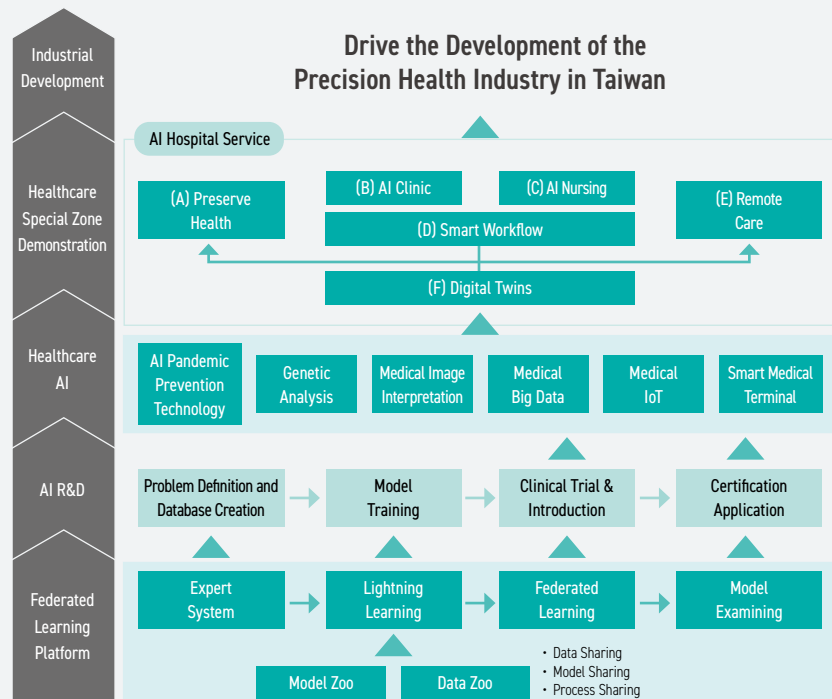 Industrial
Development
Drive the Development of the
Precision Health Industry in Taiwan
Healthcare
Special Zone
Demonstration
AI Hospital Service
(A) Preserve
Health
(B) AI Clinic
(C) AI Nursing
(D) Smart Workflow
(E) Remote
Care
(F) Digital Twins
Healthcare
AI
AI Pandemic
Prevention
Technology
Genetic
Analysis
Medical Image
Interpretation
Medical
Big Data
Medical
IoT
Smart Medical
Terminal
AI R&D
Problem Definition and
Database Creation
Model
Training
Clinical Trial &
Introduction
Certification
Application
Federated
Learning
Platform
Expert
System
Lightning
Learning
Federated
Learning
Model
Examining
Model Zoo
Data Zoo
· Data Sharing
· Model Sharing
· Process Sharing